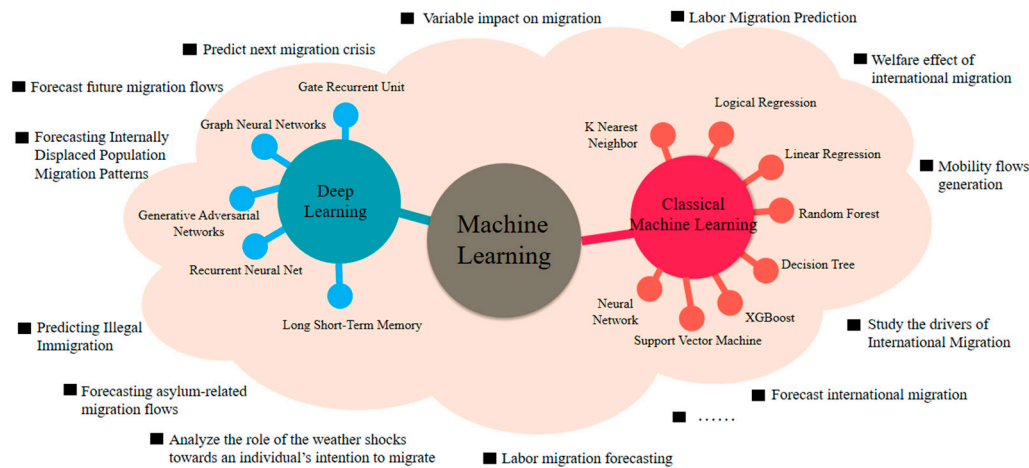 Variable impact on migration
Labor Migration Prediction
Predict next migration crisis
Welfare effect of
international migration
Forecast future migration flows
Gate Recurrent Unit
Logical Regression
Graph Neural Networks
K Nearest
Neighbor
Forecasting Internally
Displaced Population
Migration Patterns
Linear Regression
Mobility flows
generation
Deep
Learning
Classical
Machine Learning
Machine
Learning
Random Forest
Generative Adversarial
Networks
Recurrent Neural Net
Decision Tree
Neural
Network
XGBoost
Long Short-Term Memory
Support Vector Machine
Predicting Illegal
Immigration
Study the drivers of
International Migration
Forecasting asylum-related
migration flows
Forecast international migration
……
Analyze the role of the weather shocks
towards an individual’s intention to migrate
Labor migration forecasting